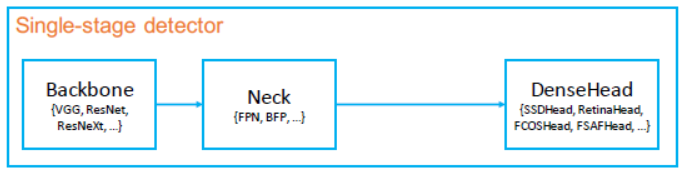 Single-stage detector
Backbone
{VGG, ResNet,
ResNeXt, ...}
Neck
{FPN, BFP, ...}
DenseHead
{SSDHead, RetinaHead,
FCOSHead, FSAFHead, ...}